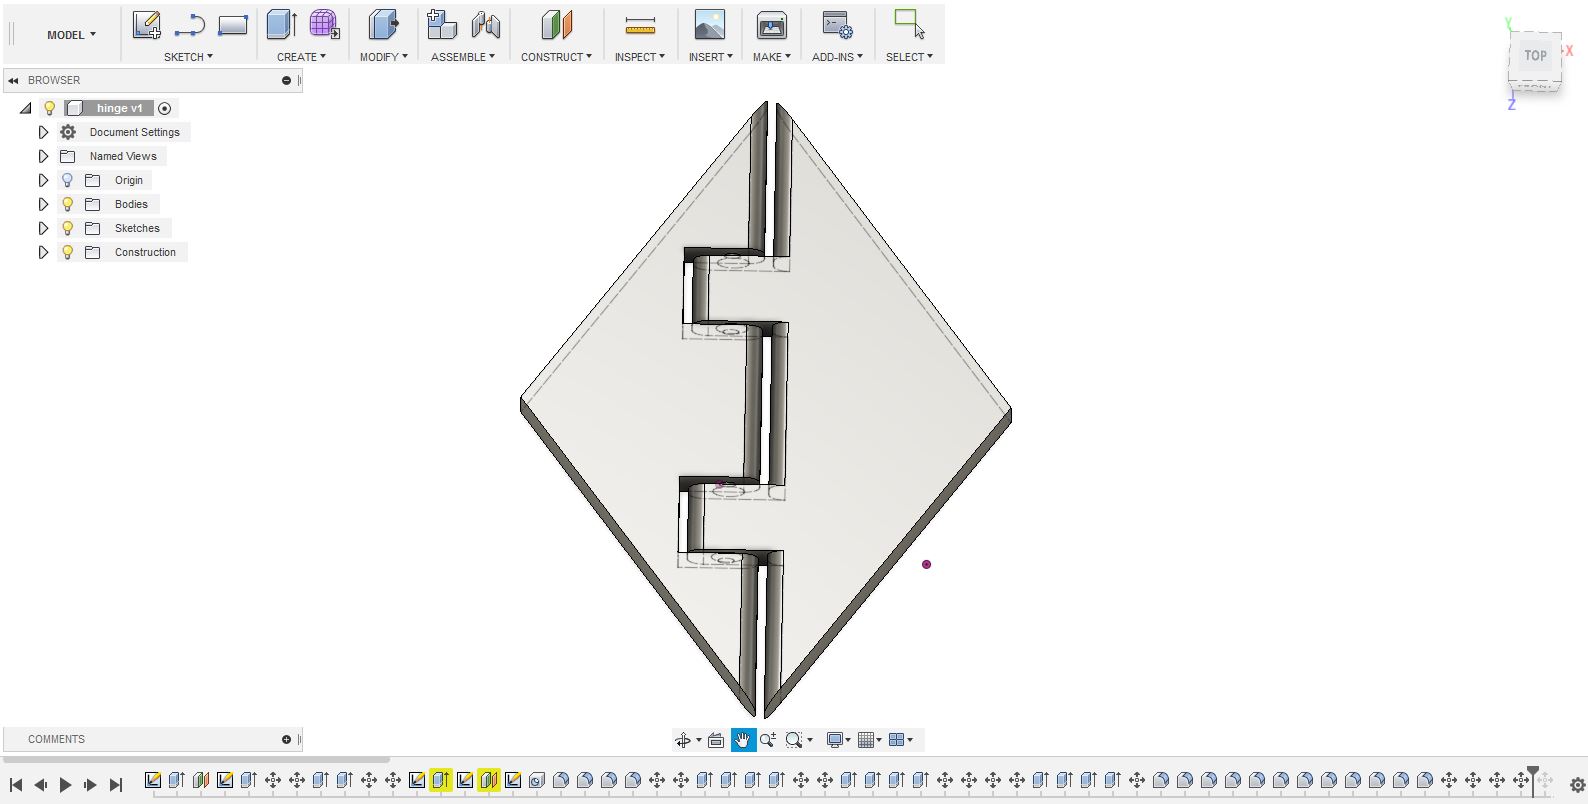 MODEL
SKETCH
CREATE
MODIFY
ASSEMBLE
CONSTRUCT
INSPECT
INSERT
MAKE
ADD-INS
SELECT
BROWSER
hinge v1
Document Settings
Named Views
Origin
Bodies
Sketches
Construction
Y
TOP
X
FRONT
Z
COMMENTS